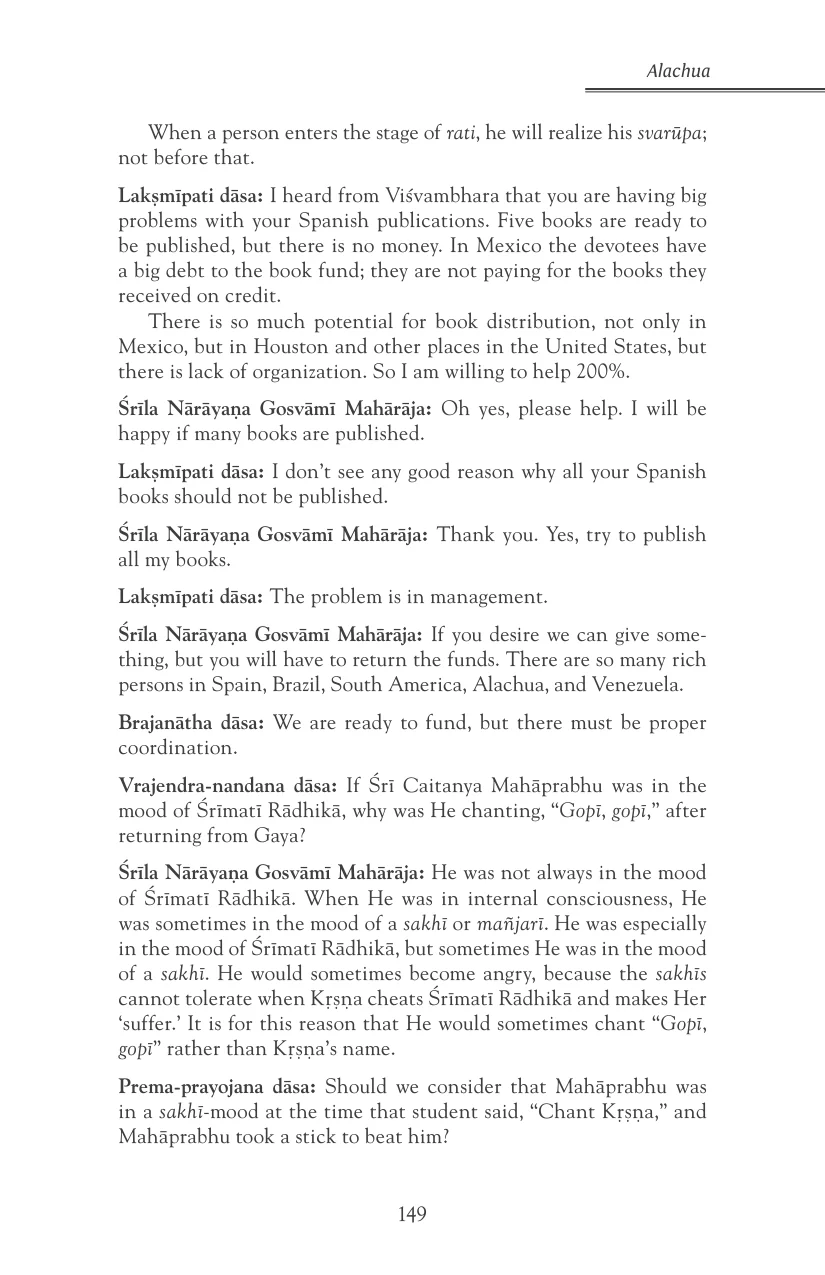 Alachua
When a person enters the stage of rati, he will realize his svarūpa;
not before that.
Lakṣmīpati dāsa: I heard from Viśvambhara that you are having big
problems with your Spanish publications. Five books are ready to
be published, but there is no money. In Mexico the devotees have
a big debt to the book fund; they are not paying for the books they
received on credit.
There is so much potential for book distribution, not only in
Mexico, but in Houston and other places in the United States, but
there is lack of organization. So I am willing to help 200%.
Śrīla Nārāyaṇa Gosvāmī Mahārāja: Oh yes, please help. I will be
happy if many books are published.
Lakṣmīpati dāsa: I don’t see any good reason why all your Spanish
books should not be published.
Śrīla Nārāyaṇa Gosvāmī Mahārāja: Thank you. Yes, try to publish
all my books.
Lakṣmīpati dāsa: The problem is in management.
Śrīla Nārāyaṇa Gosvāmī Mahārāja: If you desire we can give some-
thing, but you will have to return the funds. There are so many rich
persons in Spain, Brazil, South America, Alachua, and Venezuela.
Brajanātha dāsa: We are ready to fund, but there must be proper
coordination.
Vrajendra-nandana dāsa: If Śrī Caitanya Mahāprabhu was in the
mood of Śrīmatī Rādhikā, why was He chanting, “Gopī, gopī,” after
returning from Gaya?
Śrīla Nārāyaṇa Gosvāmī Mahārāja: He was not always in the mood
of Śrīmatī Rādhikā. When He was in internal consciousness, He
was sometimes in the mood of a sakhī or mañjarī. He was especially
in the mood of Śrīmatī Rādhikā, but sometimes He was in the mood
of a sakhī. He would sometimes become angry, because the sakhīs
cannot tolerate when Kṛṣṇa cheats Śrīmatī Rādhikā and makes Her
‘suffer.’ It is for this reason that He would sometimes chant “Gopī,
gopī” rather than Kṛṣṇa’s name.
Prema-prayojana dāsa: Should we consider that Mahāprabhu was
in a sakhī-mood at the time that student said, “Chant Kṛṣṇa,” and
Mahāprabhu took a stick to beat him?
149